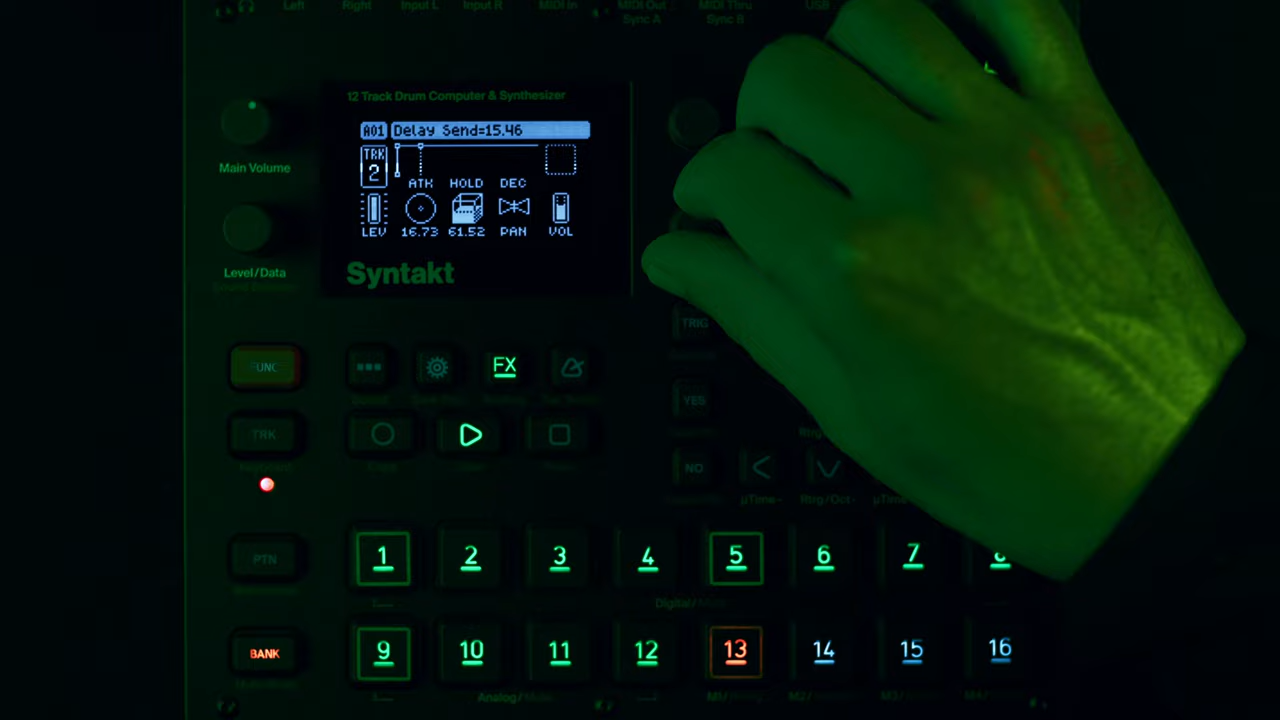 Left Right Input L Input R MIDI In MIDI Out MIDI Thru USB
Sync A Sync B
12 Track Drum Computer & Synthesizer
A01 Delay Send=15.46
TRK
2
ATK HOLD DEC
LEV 16.73 61.52 PAN VOL
Main Volume
Level/Data
Syntakt
TRIG
FUNC FX
YES
TRK
NO
µTime- Rtrg/Oct- µTime
PTN
1 2 3 4 5 6 7 8
Digital/
BANK
9 10 11 12 13 14 15 16
Analog/